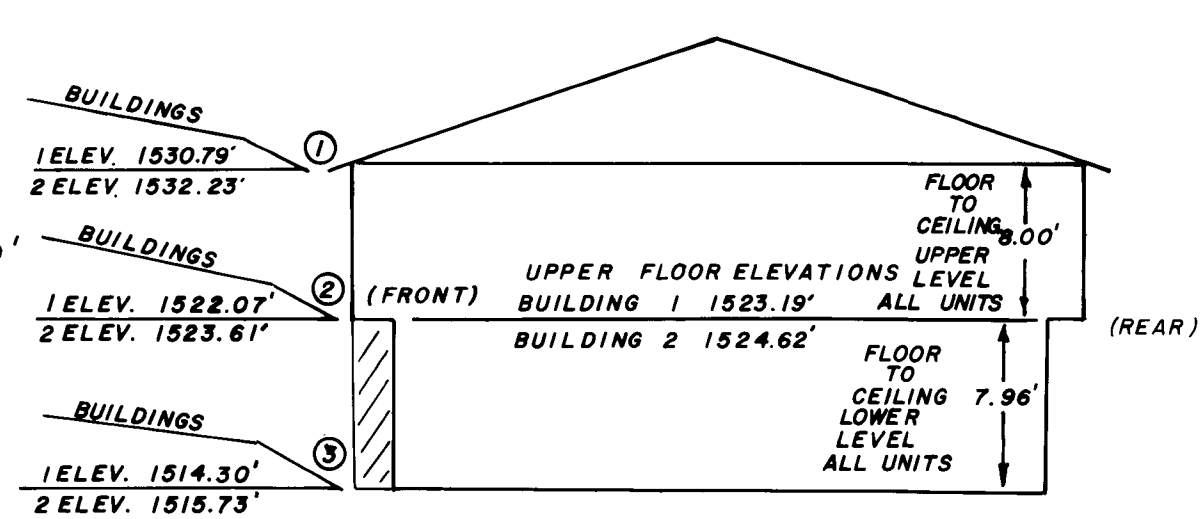 BUILDINGS
1 ELEV. 1530.79'
2 ELEV. 1532.23'
1
BUILDINGS
1 ELEV. 1522.07'
2 ELEV. 1523.61'
2
(FRONT)
UPPER FLOOR ELEVATIONS
BUILDING 1 1523.19'
BUILDING 2 1524.62'
FLOOR
TO
CEILING 8.00'
UPPER
LEVEL
ALL UNITS
(REAR)
FLOOR
TO
CEILING 7.96'
LOWER
LEVEL
ALL UNITS
BUILDINGS
1 ELEV. 1514.30'
2 ELEV. 1515.73'
3